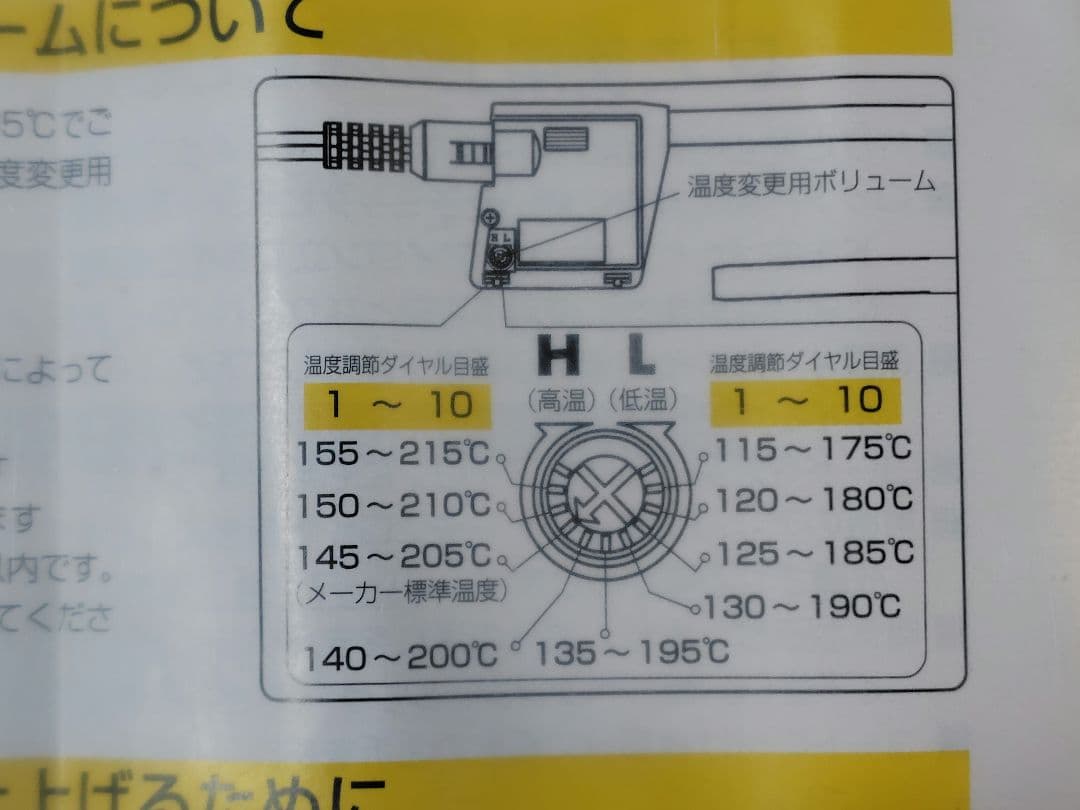 ームについて
5℃でご
度変更用
によって
ます
内です。
てくださ
温度変更用ボリューム
H L
H L
(高温)(低温)
温度調節ダイヤル目盛
1 ～ 10
155～215℃
150～210℃
145～205℃
(メーカー標準温度)
140～200℃
135～195℃
温度調節ダイヤル目盛
1 ～ 10
115～175℃
120～180℃
125～185℃
130～190℃
上げるために